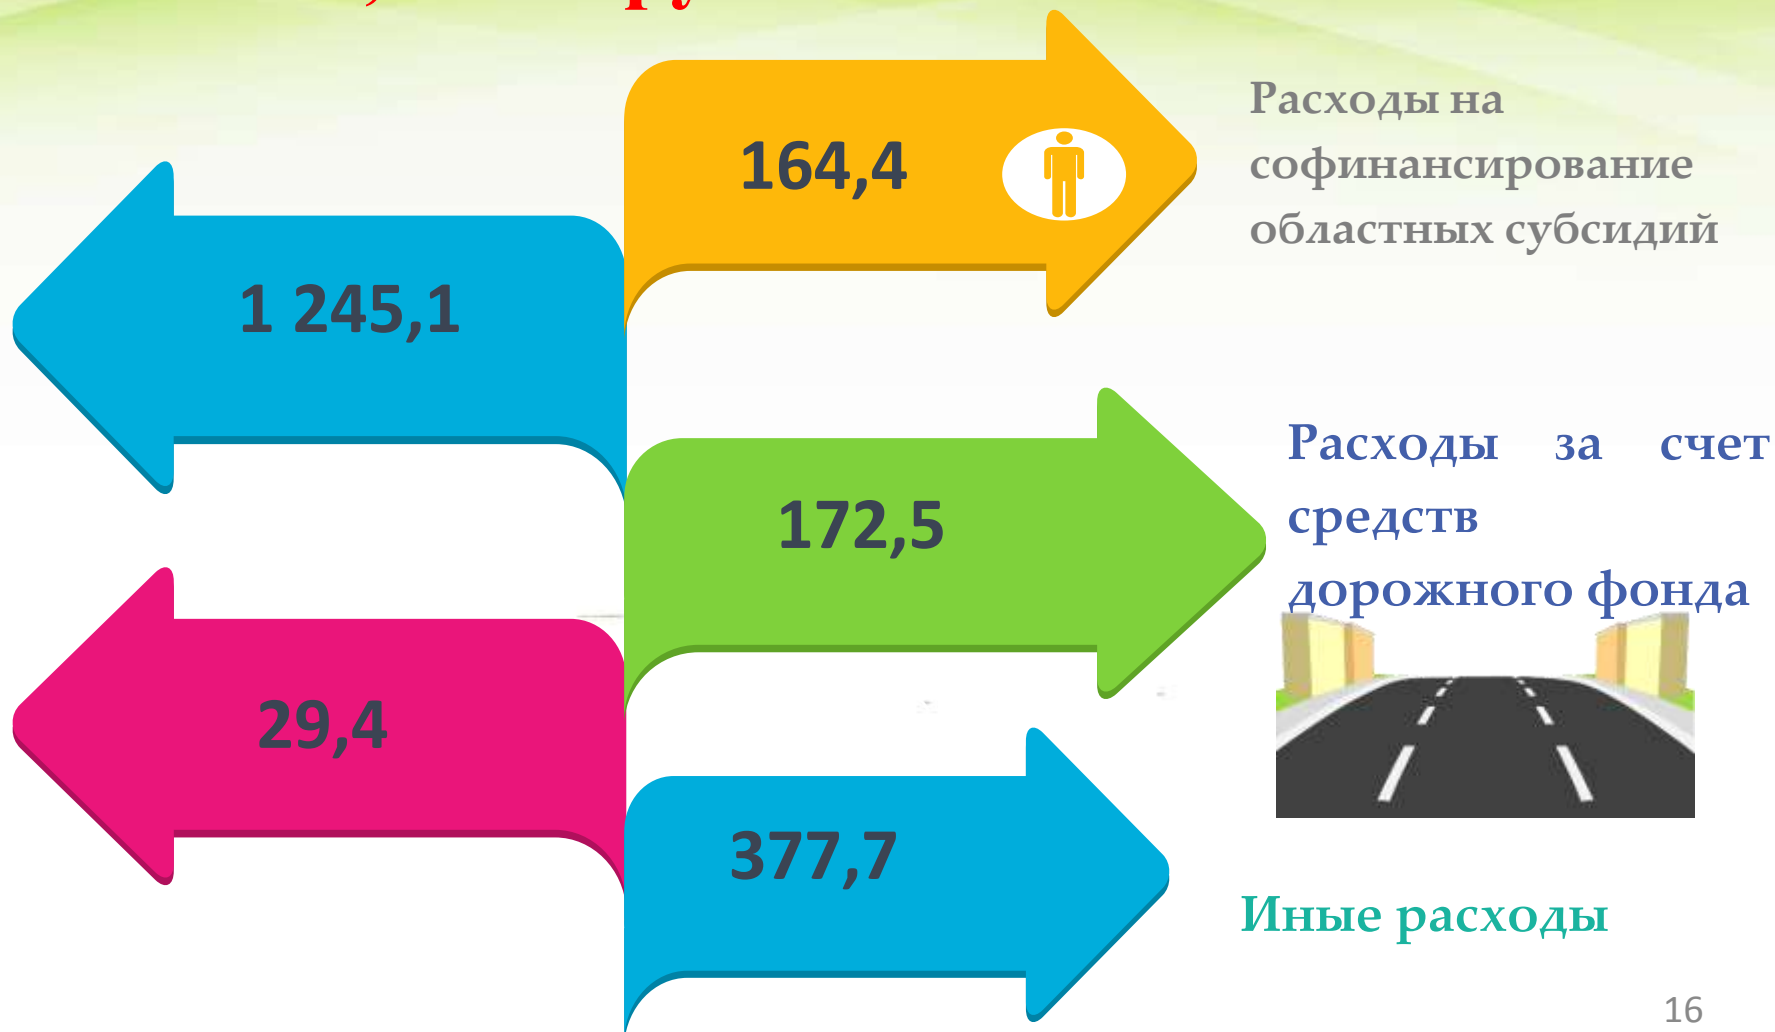 164,4
Расходы на
софинансирование
областных субсидий
1 245,1
172,5
Расходы за счет
средств
дорожного фонда
29,4
377,7
Иные расходы
16